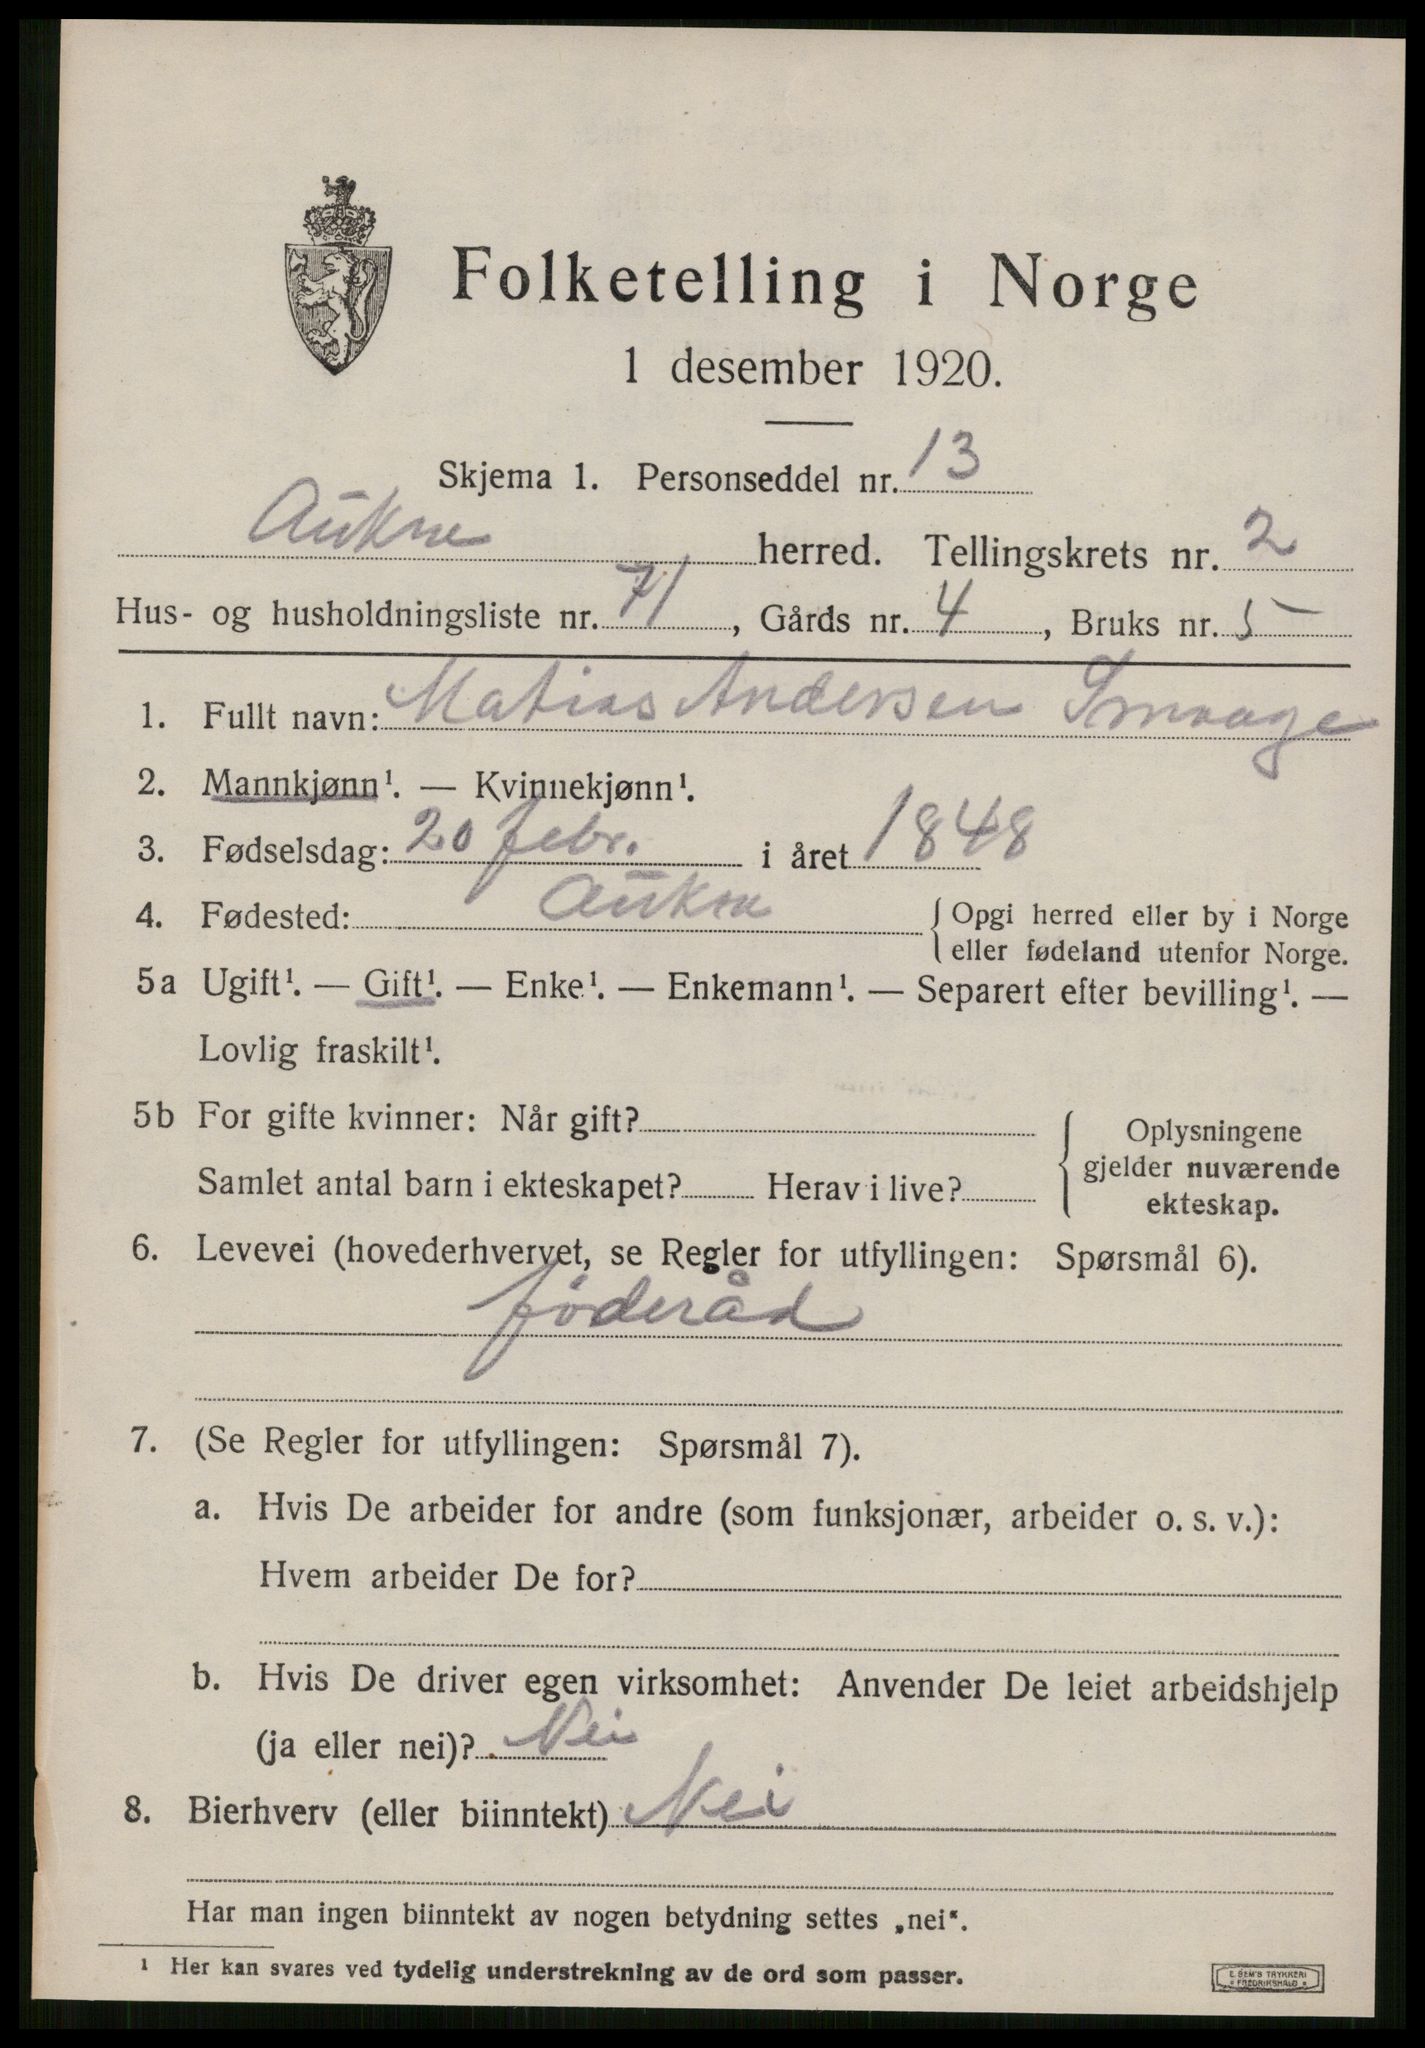 Folketelling i Norge
1 desember 1920.
Skjema 1. Personseddel nr. 13
Aukre herred. Tellingskrets nr. 2
Hus- og husholdningsliste nr. 71, Gårds nr. 4, Bruks nr. 5
1. Fullt navn: Matias Andersen Smaage
2. Mannkjønn¹. — Kvinnekjønn¹.
3. Fødselsdag: 20 febr. i året 1848
4. Fødested: Aukra { Opgi herred eller by i Norge
eller fødeland utenfor Norge.
5a Ugift¹. — Gift¹. — Enke¹. — Enkemann¹. — Separert efter bevilling¹. —
Lovlig fraskilt¹.
5b For gifte kvinner: Når gift?
Samlet antal barn i ekteskapet? Herav i live?
{ Oplysningene
gjelder nuværende
ekteskap.
6. Levevei (hovederhvervet, se Regler for utfyllingen: Spørsmål 6).
føderåd
7. (Se Regler for utfyllingen: Spørsmål 7).
a. Hvis De arbeider for andre (som funksjonær, arbeider o. s. v.):
Hvem arbeider De for?
b. Hvis De driver egen virksomhet: Anvender De leiet arbeidshjelp
(ja eller nei)? Nei
8. Bierhverv (eller biinntekt) Nei
Har man ingen biinntekt av nogen betydning settes „nei“.
¹ Her kan svares ved tydelig understrekning av de ord som passer.
E. SEM'S TRYKKERI
FREDRIKSHALD